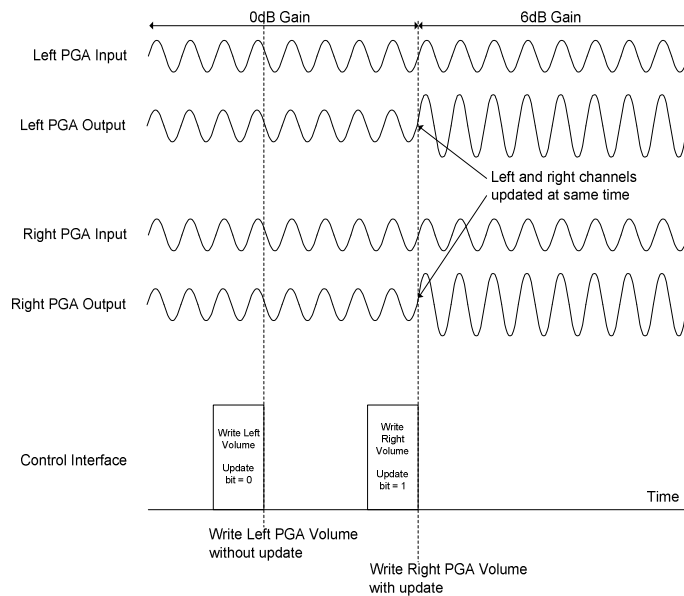 0dB Gain
6dB Gain
Left PGA Input
Left PGA Output
Left and right channels
updated at same time
Right PGA Input
Right PGA Output
Write Left
Volume
Update
bit = 0
Write
Right
Volume
Update
bit = 1
Control Interface
Time
Write Left PGA Volume
without update
Write Right PGA Volume
with update